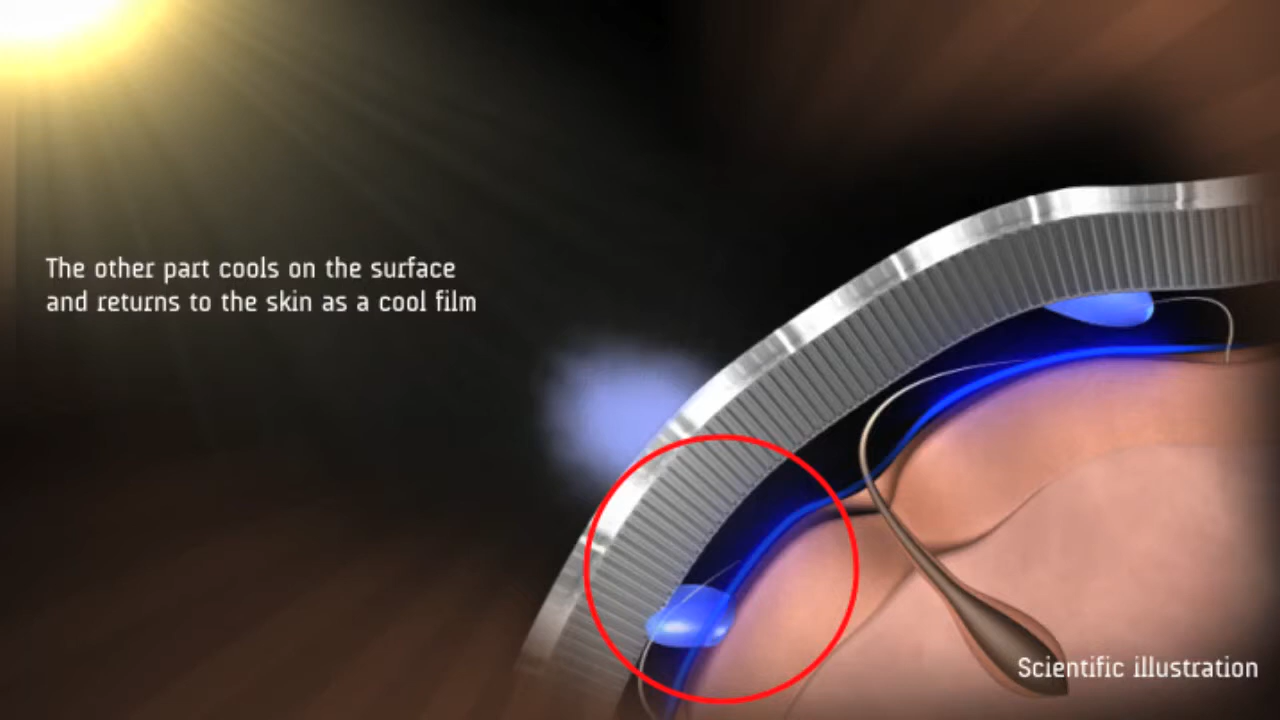 The other part cools on the surface
and returns to the skin as a cool film
Scientific illustration